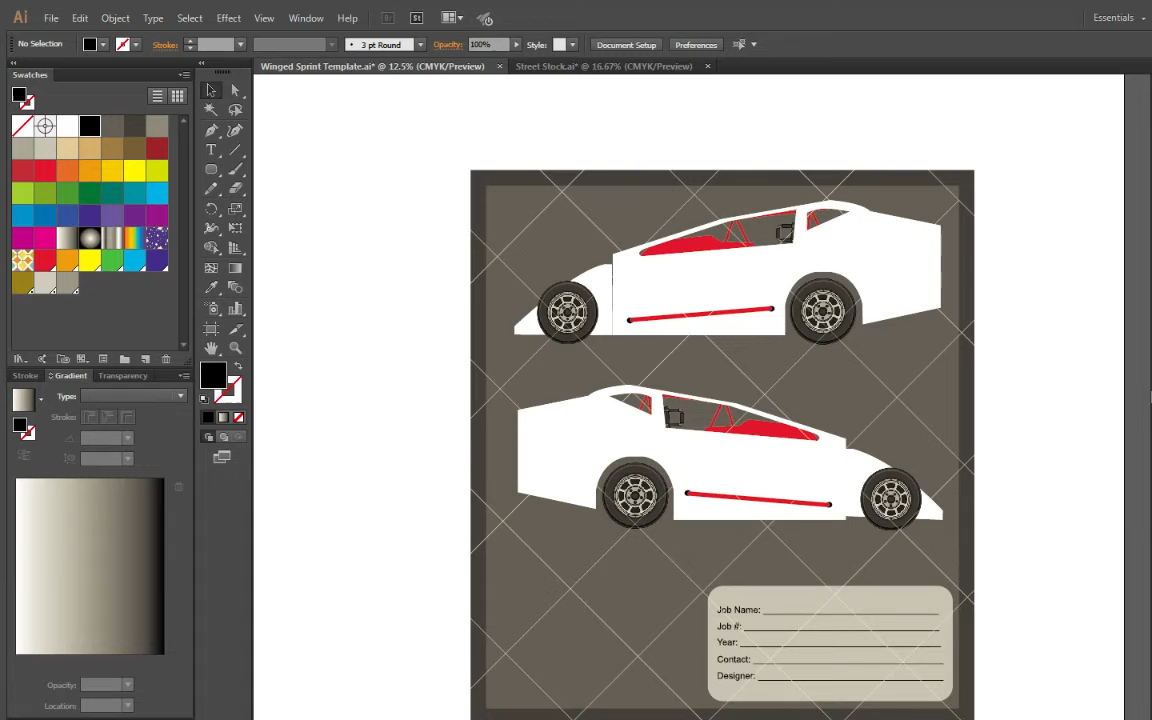 Ai File Edit Object Type Select Effect View Window Help Br St Essentials
No Selection Stroke: 3 pt Round Opacity: 100% Style: Document Setup Preferences
Winged Sprint Template.ai* @ 12.5% (CMYK/Preview) × Street Stock.ai* @ 16.67% (CMYK/Preview) ×
Swatches
Stroke Gradient Transparency
Type:
Stroke:
Opacity:
Location:
Job Name:
Job #:
Year:
Contact:
Designer: